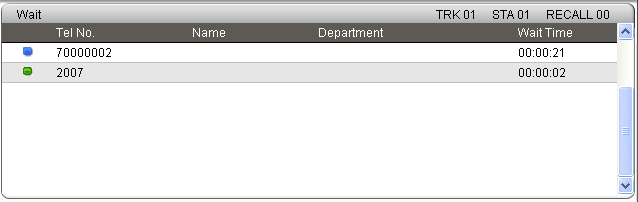 Wait TRK 01 STA 01 RECALL 00
Tel No. Name Department Wait Time
70000002 00:00:21
2007 00:00:02